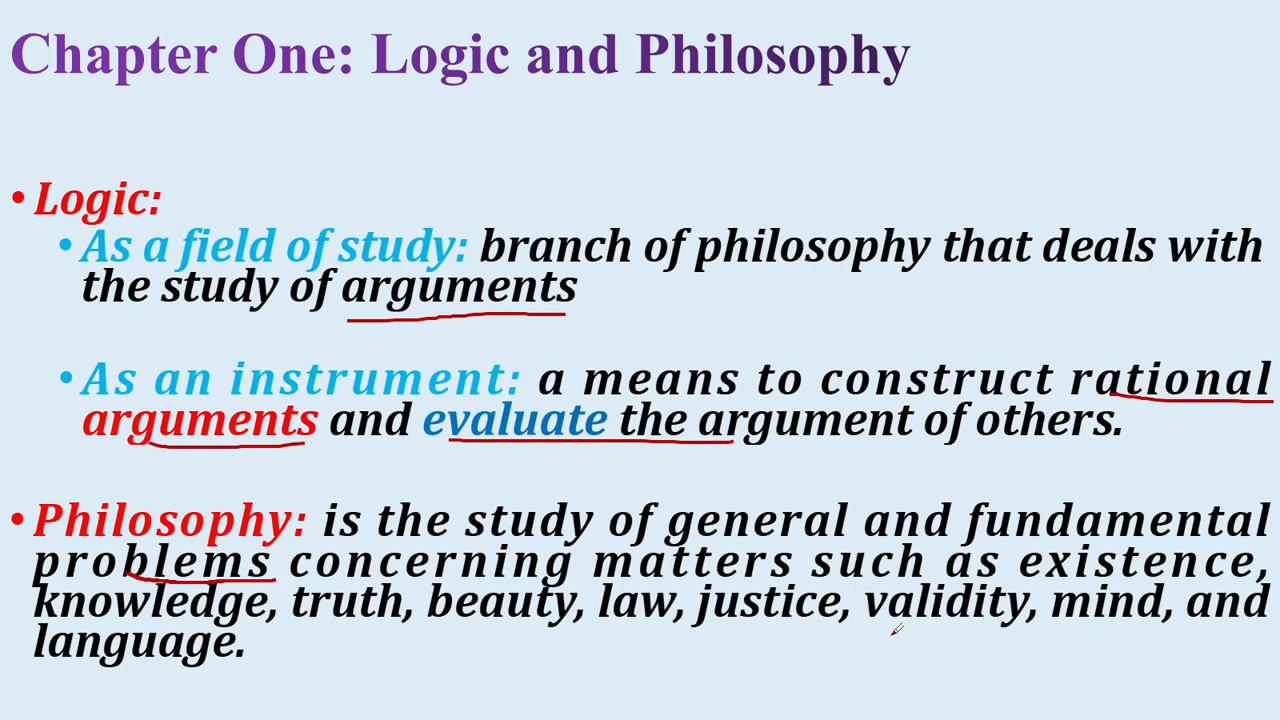 Chapter One: Logic and Philosophy
• Logic:
• As a field of study: branch of philosophy that deals with
the study of arguments
• As an instrument: a means to construct rational
arguments and evaluate the argument of others.
• Philosophy: is the study of general and fundamental
problems concerning matters such as existence,
knowledge, truth, beauty, law, justice, validity, mind, and
language.